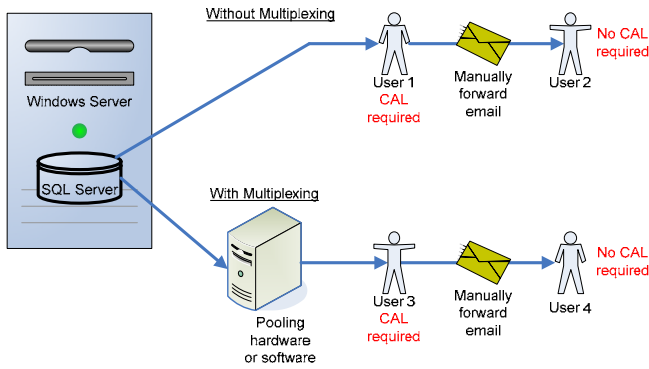 Without Multiplexing
No CAL
required
Windows Server
User 1
CAL
required
Manually
forward
email
User 2
SQL Server
With Multiplexing
No CAL
required
User 3
CAL
required
Manually
forward
email
User 4
Pooling
hardware
or software